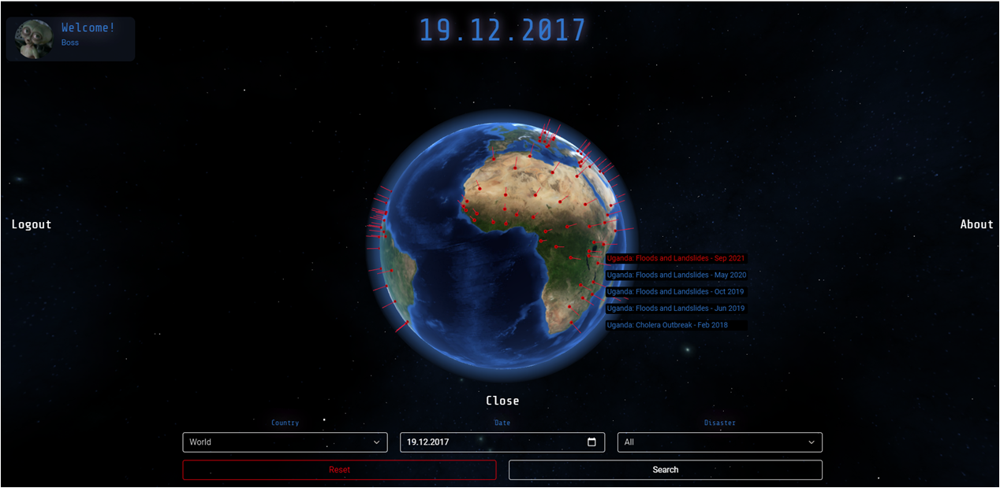 Welcome!
Boss
19.12.2017
Logout
About
Uganda: Floods and Landslides - Sep 2021
Uganda: Floods and Landslides - May 2020
Uganda: Floods and Landslides - Oct 2019
Uganda: Floods and Landslides - Jun 2019
Uganda: Cholera Outbreak - Feb 2018
Close
Country Date Disaster
World 19.12.2017 All
Reset Search